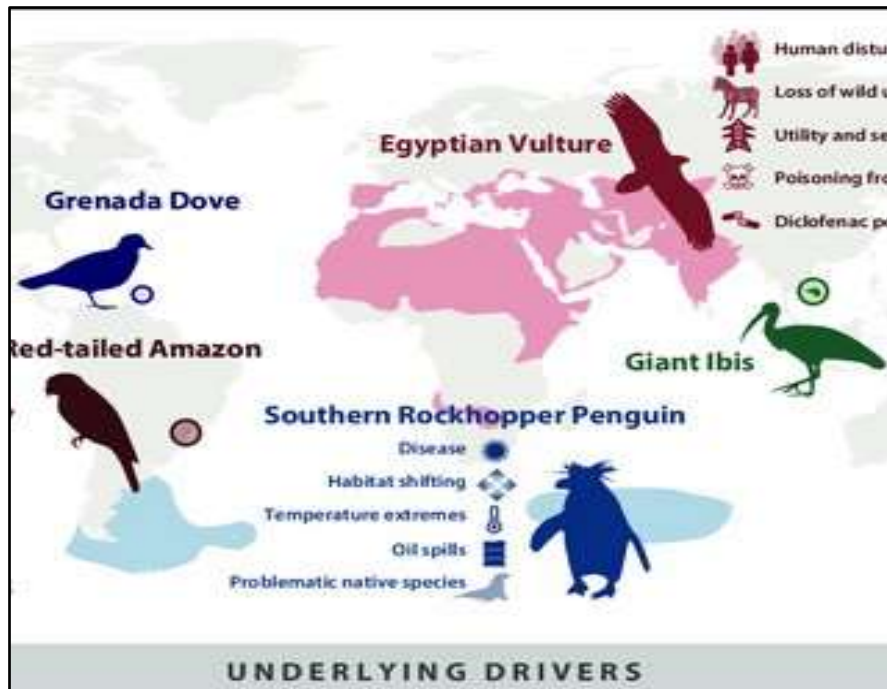 Human distu
Loss of wild u
Egyptian Vulture
Utility and se
Poisoning fro
Grenada Dove
Diclofenac po
Red-tailed Amazon
Giant Ibis
Southern Rockhopper Penguin
Disease
Habitat shifting
Temperature extremes
Oil spills
Problematic native species
UNDERLYING DRIVERS